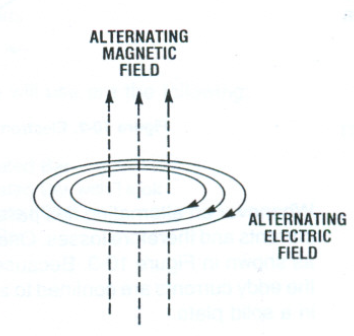 ALTERNATING
MAGNETIC
FIELD
ALTERNATING
ELECTRIC
FIELD